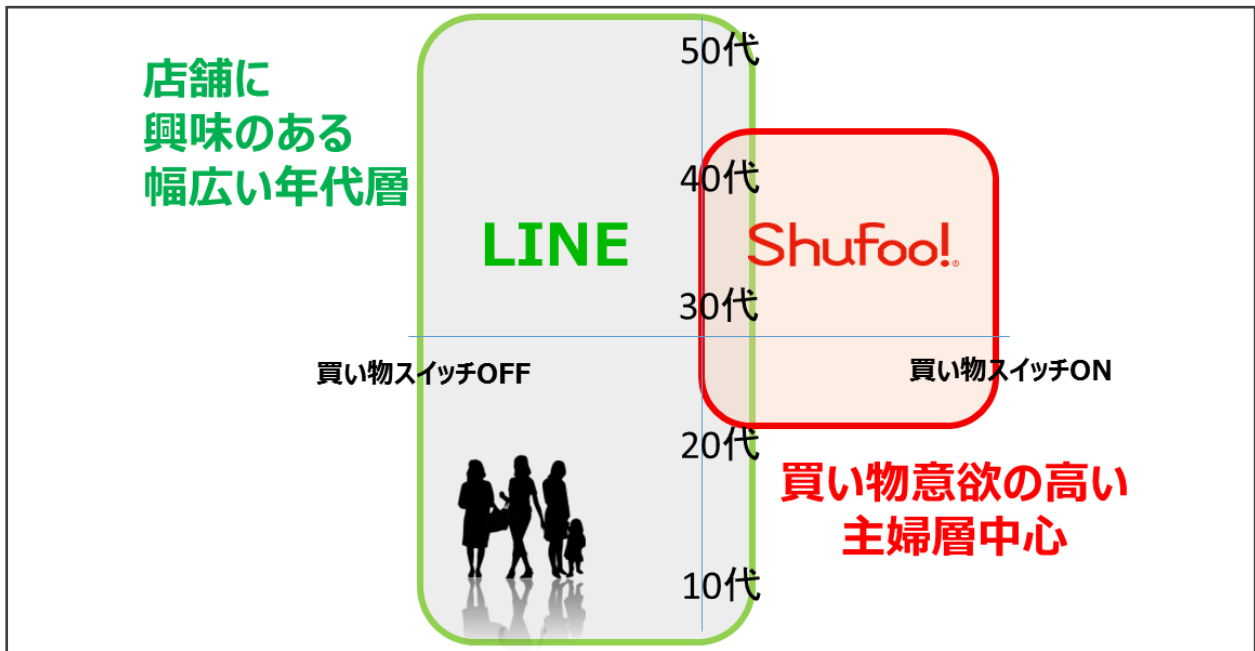 店舗に
興味のある
幅広い年代層
50代
40代
LINE
Shufoo!®
30代
買い物スイッチOFF
買い物スイッチON
20代
買い物意欲の高い
主婦層中心
10代